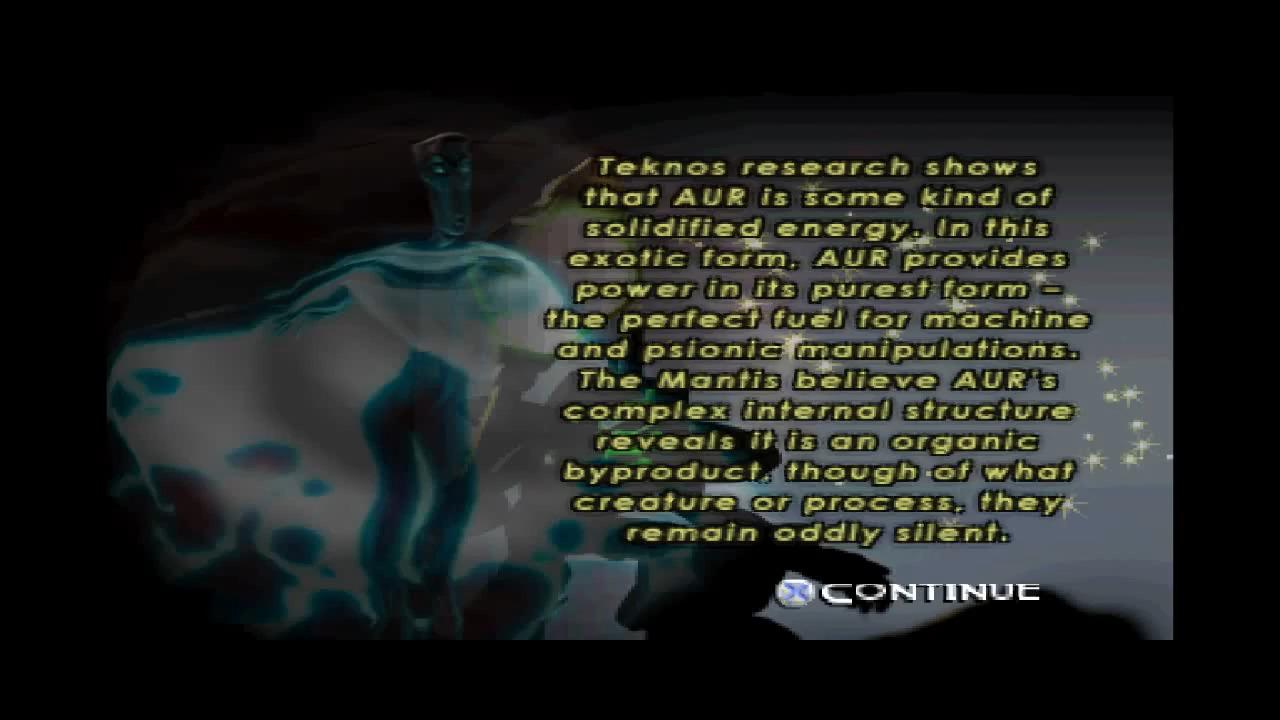 Teknos research shows
that AUR is some kind of
solidified energy. In this
exotic form, AUR provides
power in its purest form –
the perfect fuel for machine
and psionic manipulations.
The Mantis believe AUR's
complex internal structure
reveals it is an organic
byproduct, though of what
creature or process, they
remain oddly silent.
CONTINUE